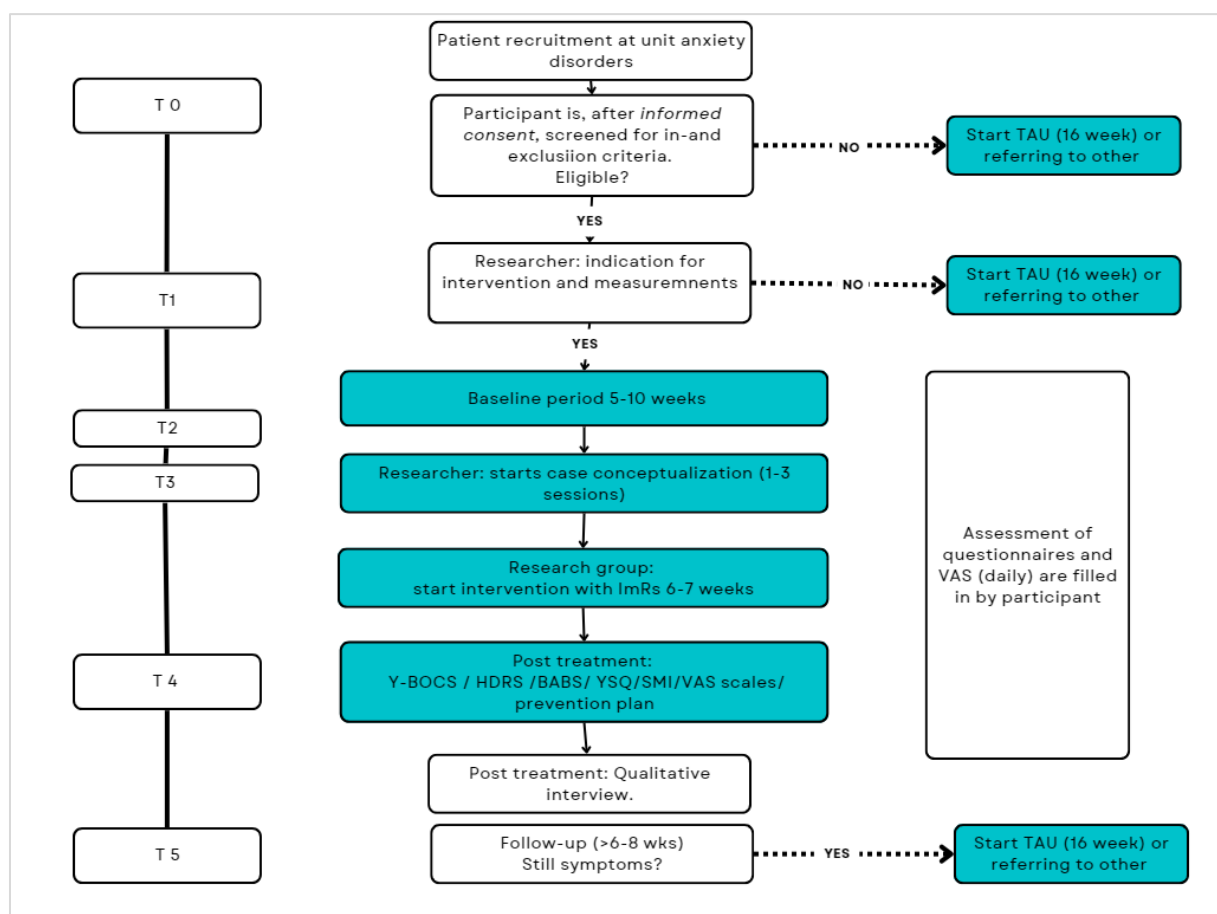 Patient recruitment at unit anxiety
disorders
T 0
Participant is, after informed
consent, screened for in-and
exclusiion criteria.
Eligible?
NO
Start TAU (16 week) or
referring to other
YES
T1
Researcher: indication for
intervention and measuremnents
NO
Start TAU (16 week) or
referring to other
YES
Baseline period 5-10 weeks
T2
Researcher: starts case conceptualization (1-3
sessions)
T3
Research group:
start intervention with ImRs 6-7 weeks
Assessment of
questionnaires and
VAS (daily) are filled
in by participant
T 4
Post treatment:
Y-BOCS / HDRS /BABS/ YSQ/SMI/VAS scales/
prevention plan
Post treatment: Qualitative
interview.
T 5
Follow-up (>6-8 wks)
Still symptoms?
YES
Start TAU (16 week) or
referring to other